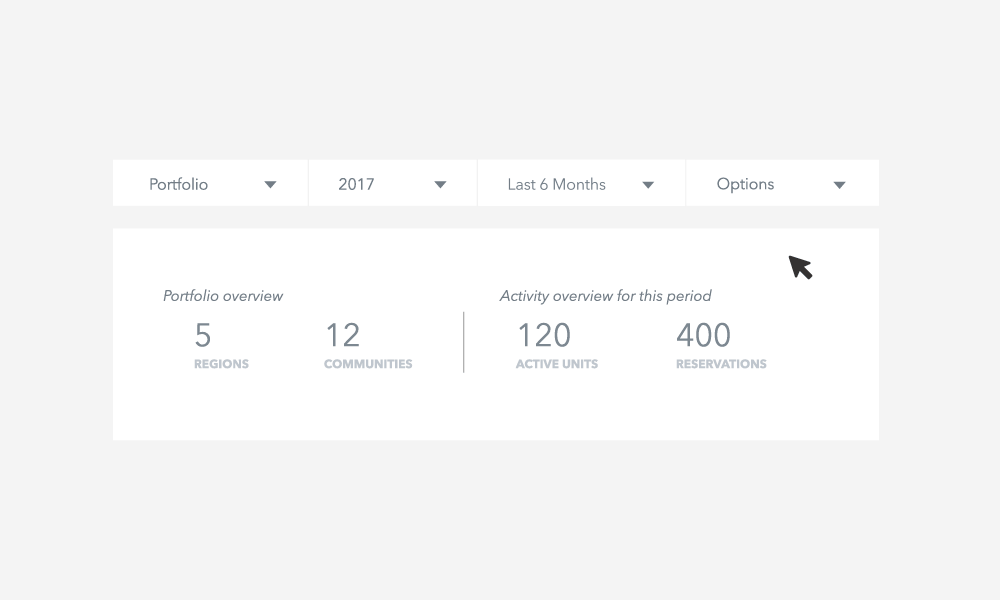 Portfolio 2017 Last 6 Months Options
Portfolio overview
5 12
REGIONS COMMUNITIES
Activity overview for this period
120 400
ACTIVE UNITS RESERVATIONS